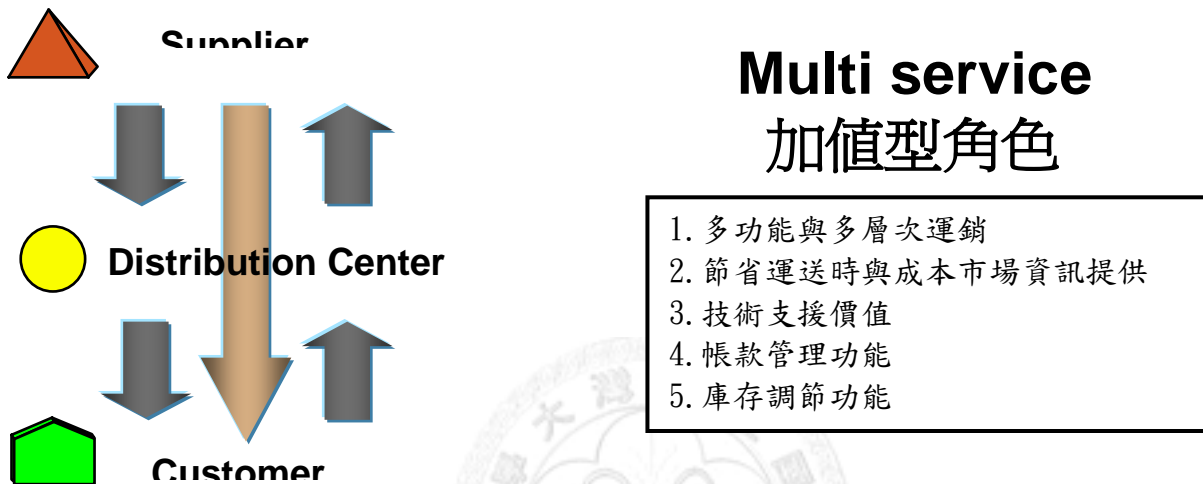 Supplier
Distribution Center
Customer
Multi service
加值型角色
1.多功能與多層次運銷
2.節省運送時與成本市場資訊提供
3.技術支援價值
4.帳款管理功能
5.庫存調節功能